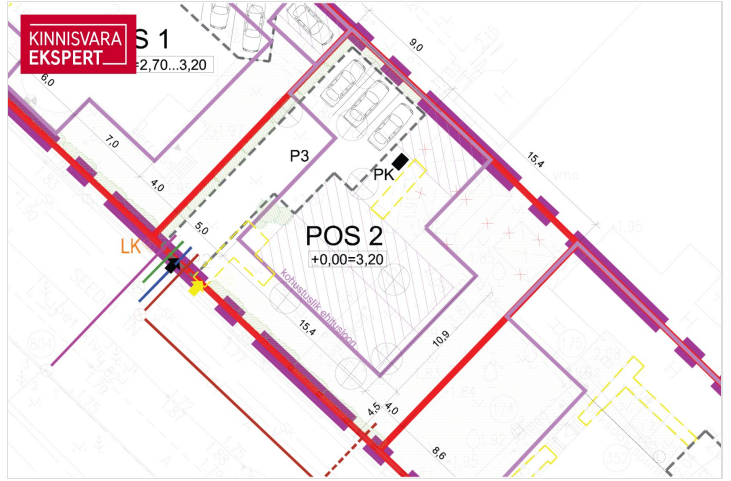 KINNISVARA
EKSPERT
S 1
=2,70...3,20
6,0
7,0
4,0
5,0
9,0
15,4
P3
PK
LK
POS 2
+0,00=3,20
kohustuslik ehitusjoon
15,4
10,9
4,5
4,0
8,6